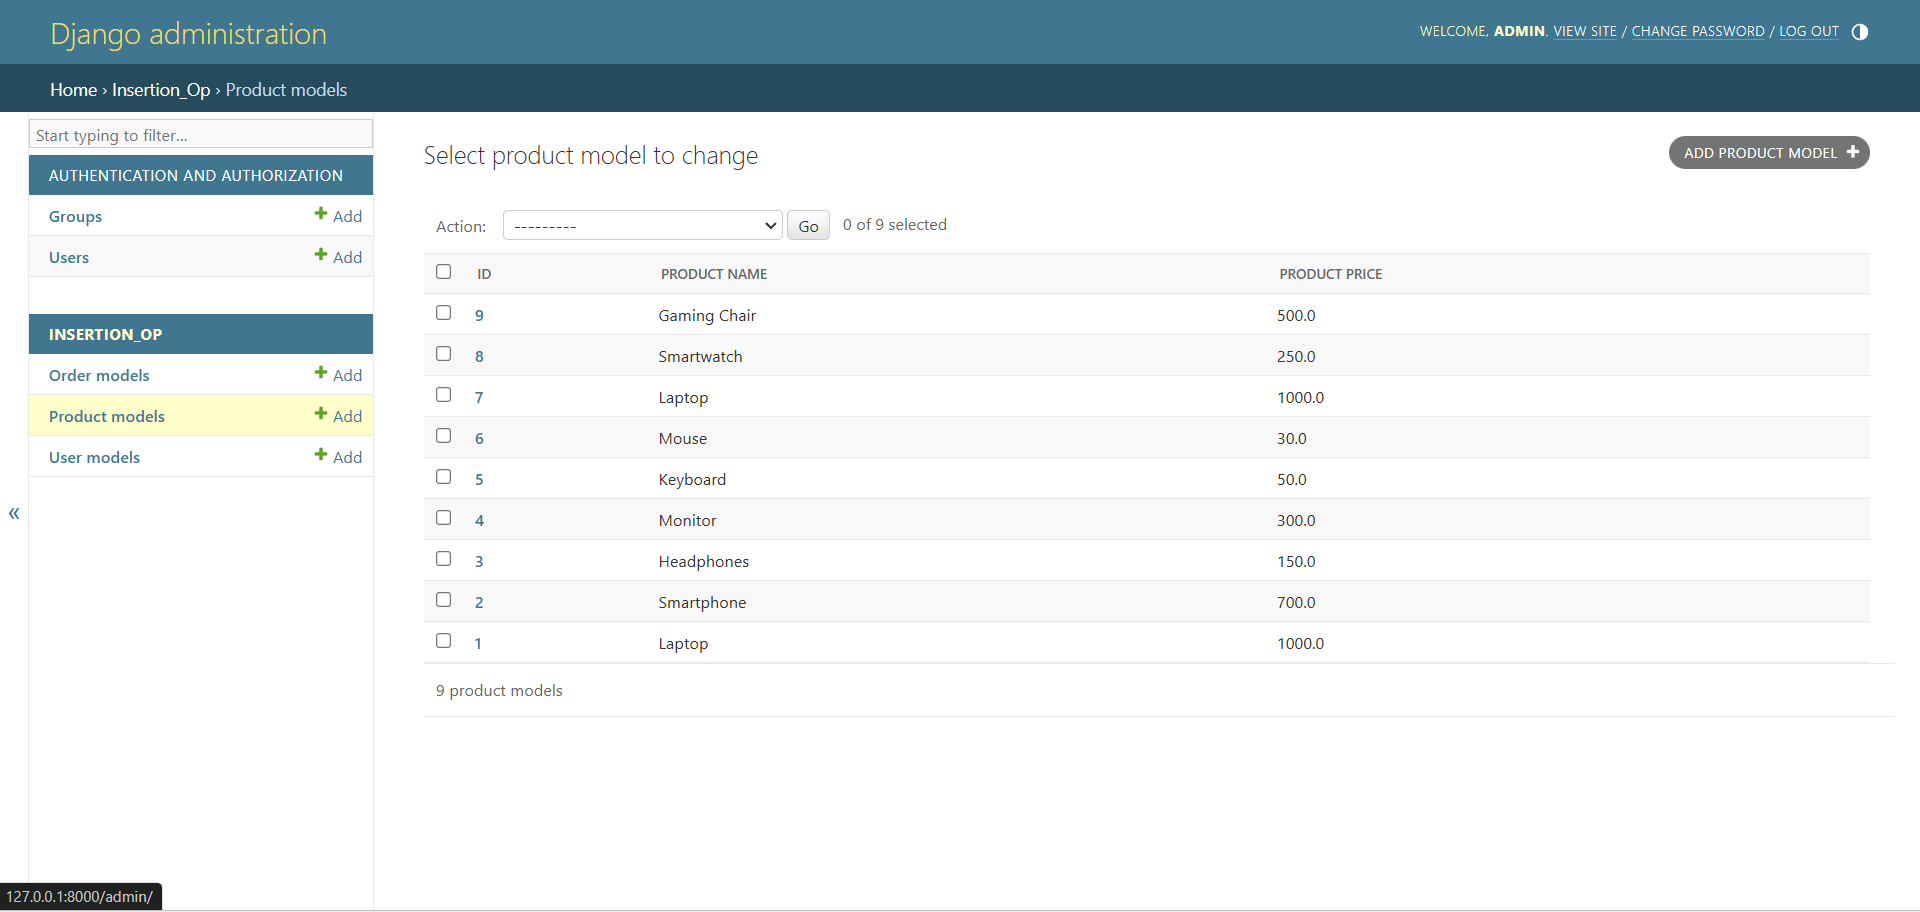 Django administration
WELCOME, ADMIN. VIEW SITE / CHANGE PASSWORD / LOG OUT
Home › Insertion_Op › Product models
Start typing to filter...
AUTHENTICATION AND AUTHORIZATION
Groups + Add
Users + Add
INSERTION_OP
Order models + Add
Product models + Add
User models + Add
«
Select product model to change
ADD PRODUCT MODEL +
Action: --------- Go 0 of 9 selected
ID PRODUCT NAME PRODUCT PRICE
9 Gaming Chair 500.0
8 Smartwatch 250.0
7 Laptop 1000.0
6 Mouse 30.0
5 Keyboard 50.0
4 Monitor 300.0
3 Headphones 150.0
2 Smartphone 700.0
1 Laptop 1000.0
9 product models
127.0.0.1:8000/admin/